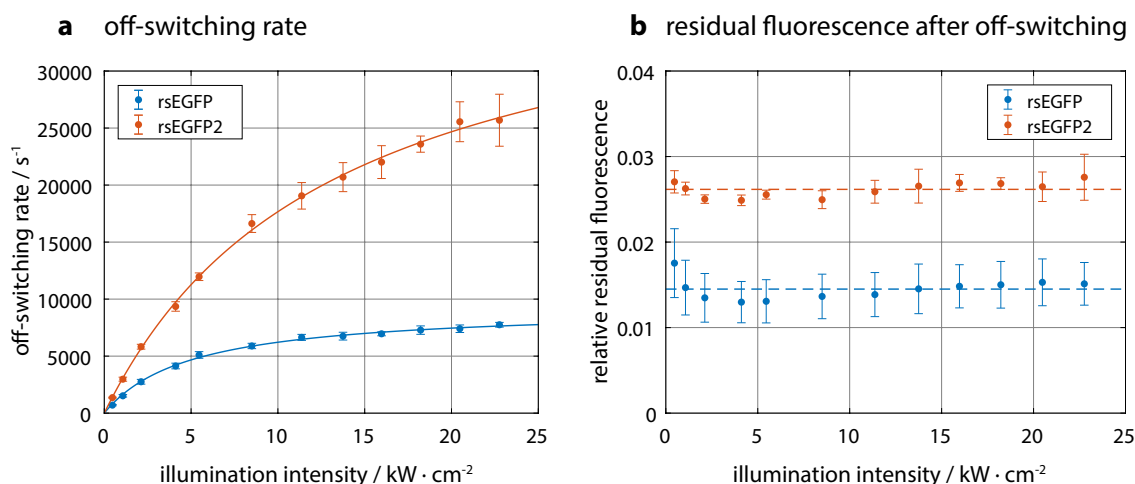 a off-switching rate
30000
25000
20000
15000
10000
5000
0
off-switching rate / s⁻¹
rsEGFP
rsEGFP2
0 5 10 15 20 25
illumination intensity / kW · cm⁻²
b residual fluorescence after off-switching
0.04
0.03
0.02
0.01
0
relative residual fluorescence
rsEGFP
rsEGFP2
0 5 10 15 20 25
illumination intensity / kW · cm⁻²